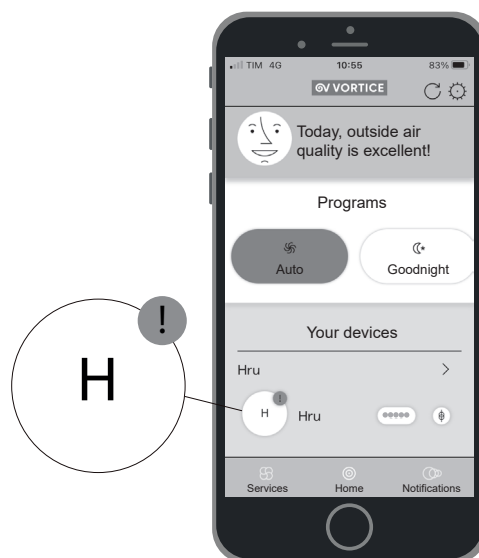 TIM 4G 10:55 83%
VORTICE
Today, outside air
quality is excellent!
Programs
Auto Goodnight
Your devices
Hru
H ! Hru
Services Home Notifications
!
H